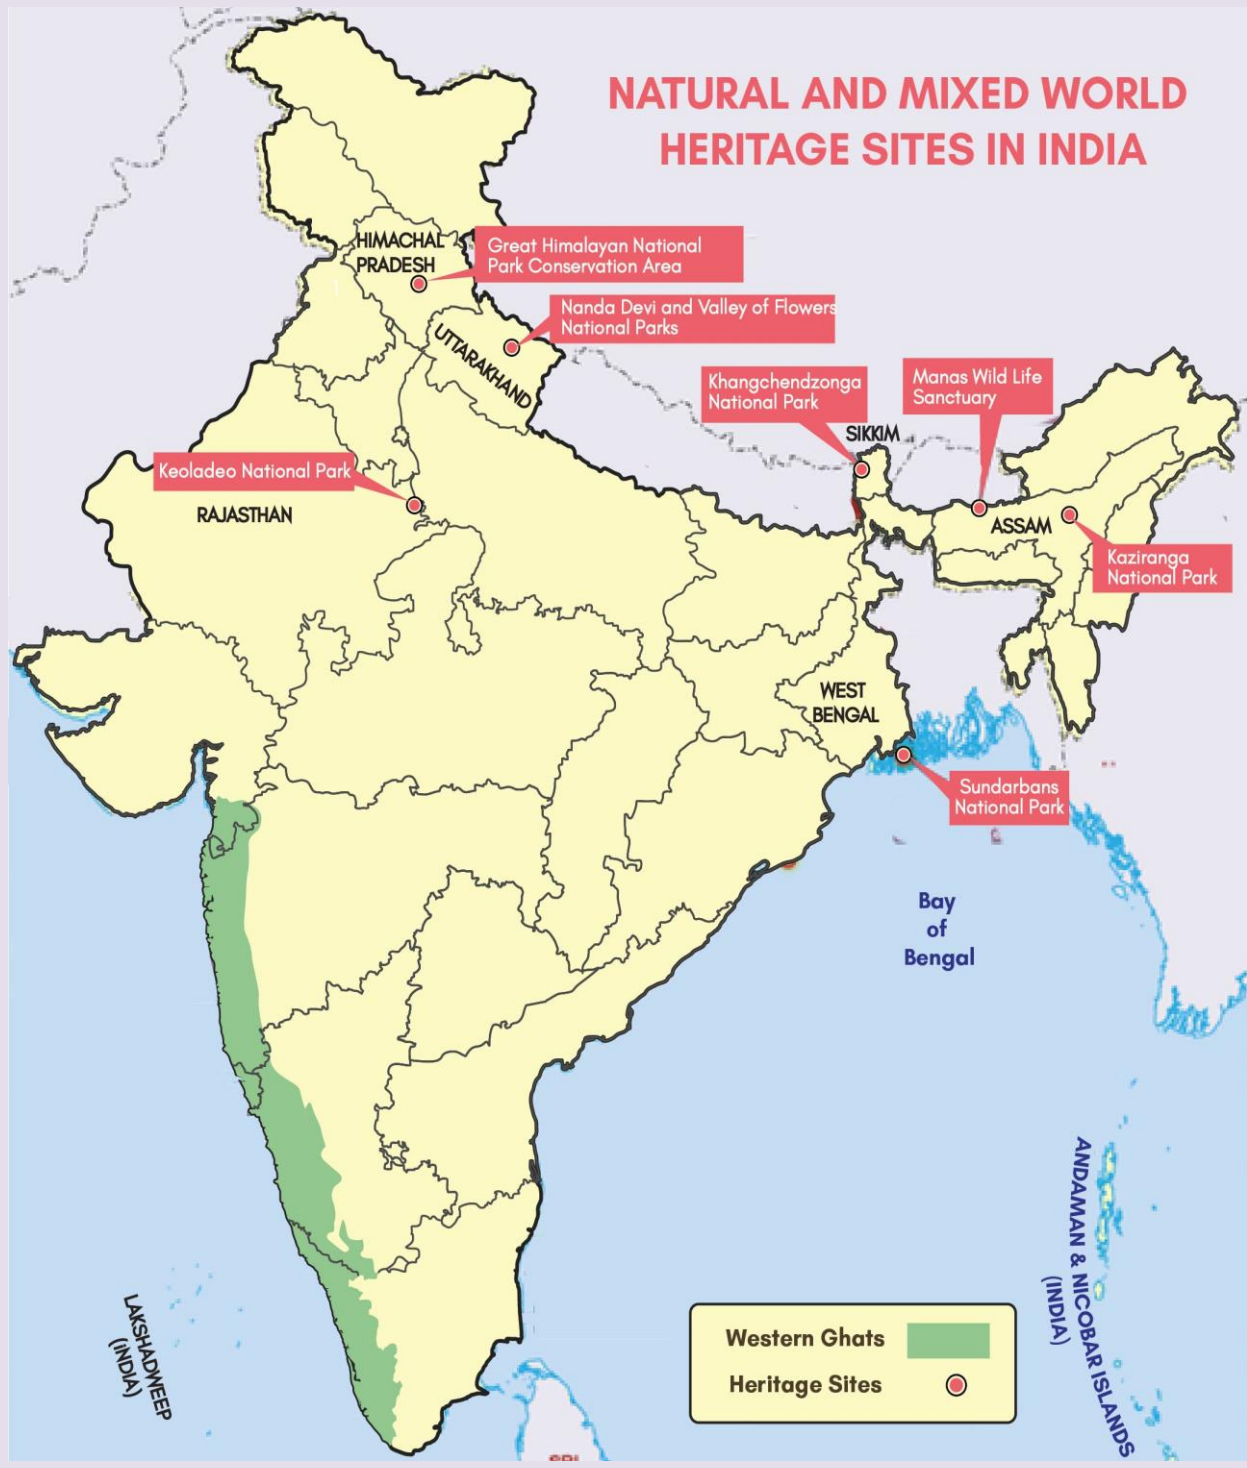 NATURAL AND MIXED WORLD
HERITAGE SITES IN INDIA
HIMACHAL
PRADESH
Great Himalayan National
Park Conservation Area
Nanda Devi and Valley of Flowers
National Parks
UTTARAKHAND
Khangchendzonga
National Park
Manas Wild Life
Sanctuary
SIKKIM
Keoladeo National Park
RAJASTHAN
ASSAM
Kaziranga
National Park
WEST
BENGAL
Sundarbans
National Park
Bay
of
Bengal
ANDAMAN & NICOBAR ISLANDS
(INDIA)
LAKSHADWEEP
(INDIA)
Western Ghats
Heritage Sites
SRI